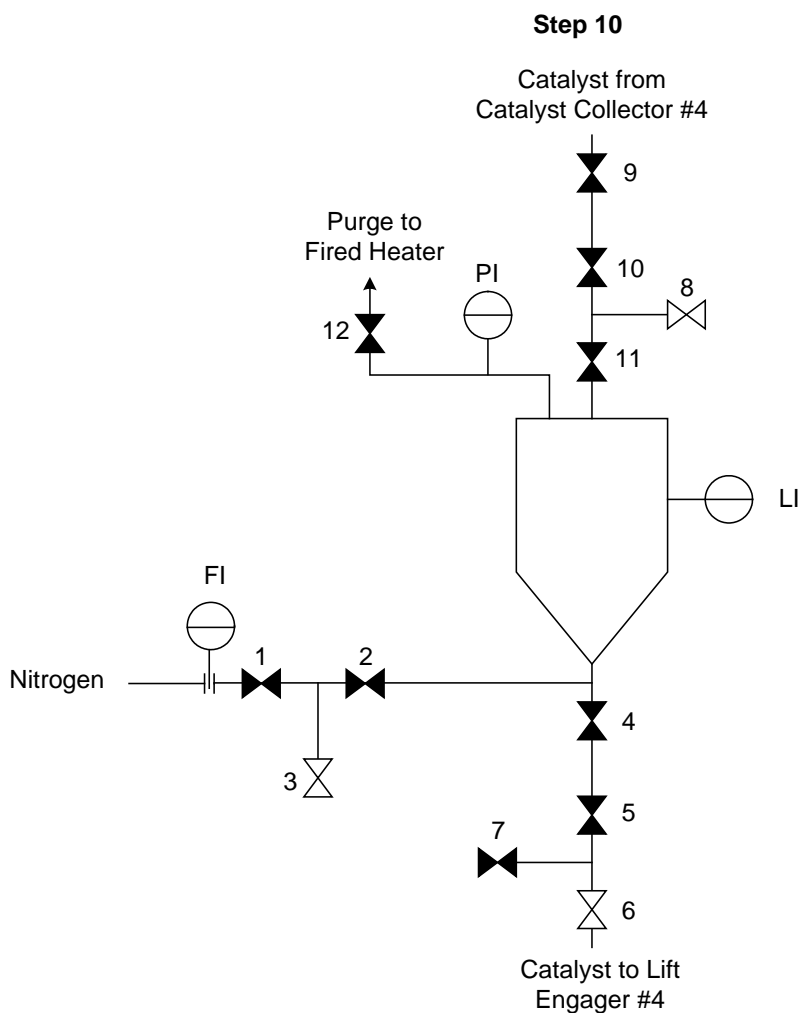 Step 10
Catalyst from
Catalyst Collector #4
9
Purge to
Fired Heater
PI
10
8
12
11
LI
FI
1
2
Nitrogen
4
3
5
7
6
Catalyst to Lift
Engager #4